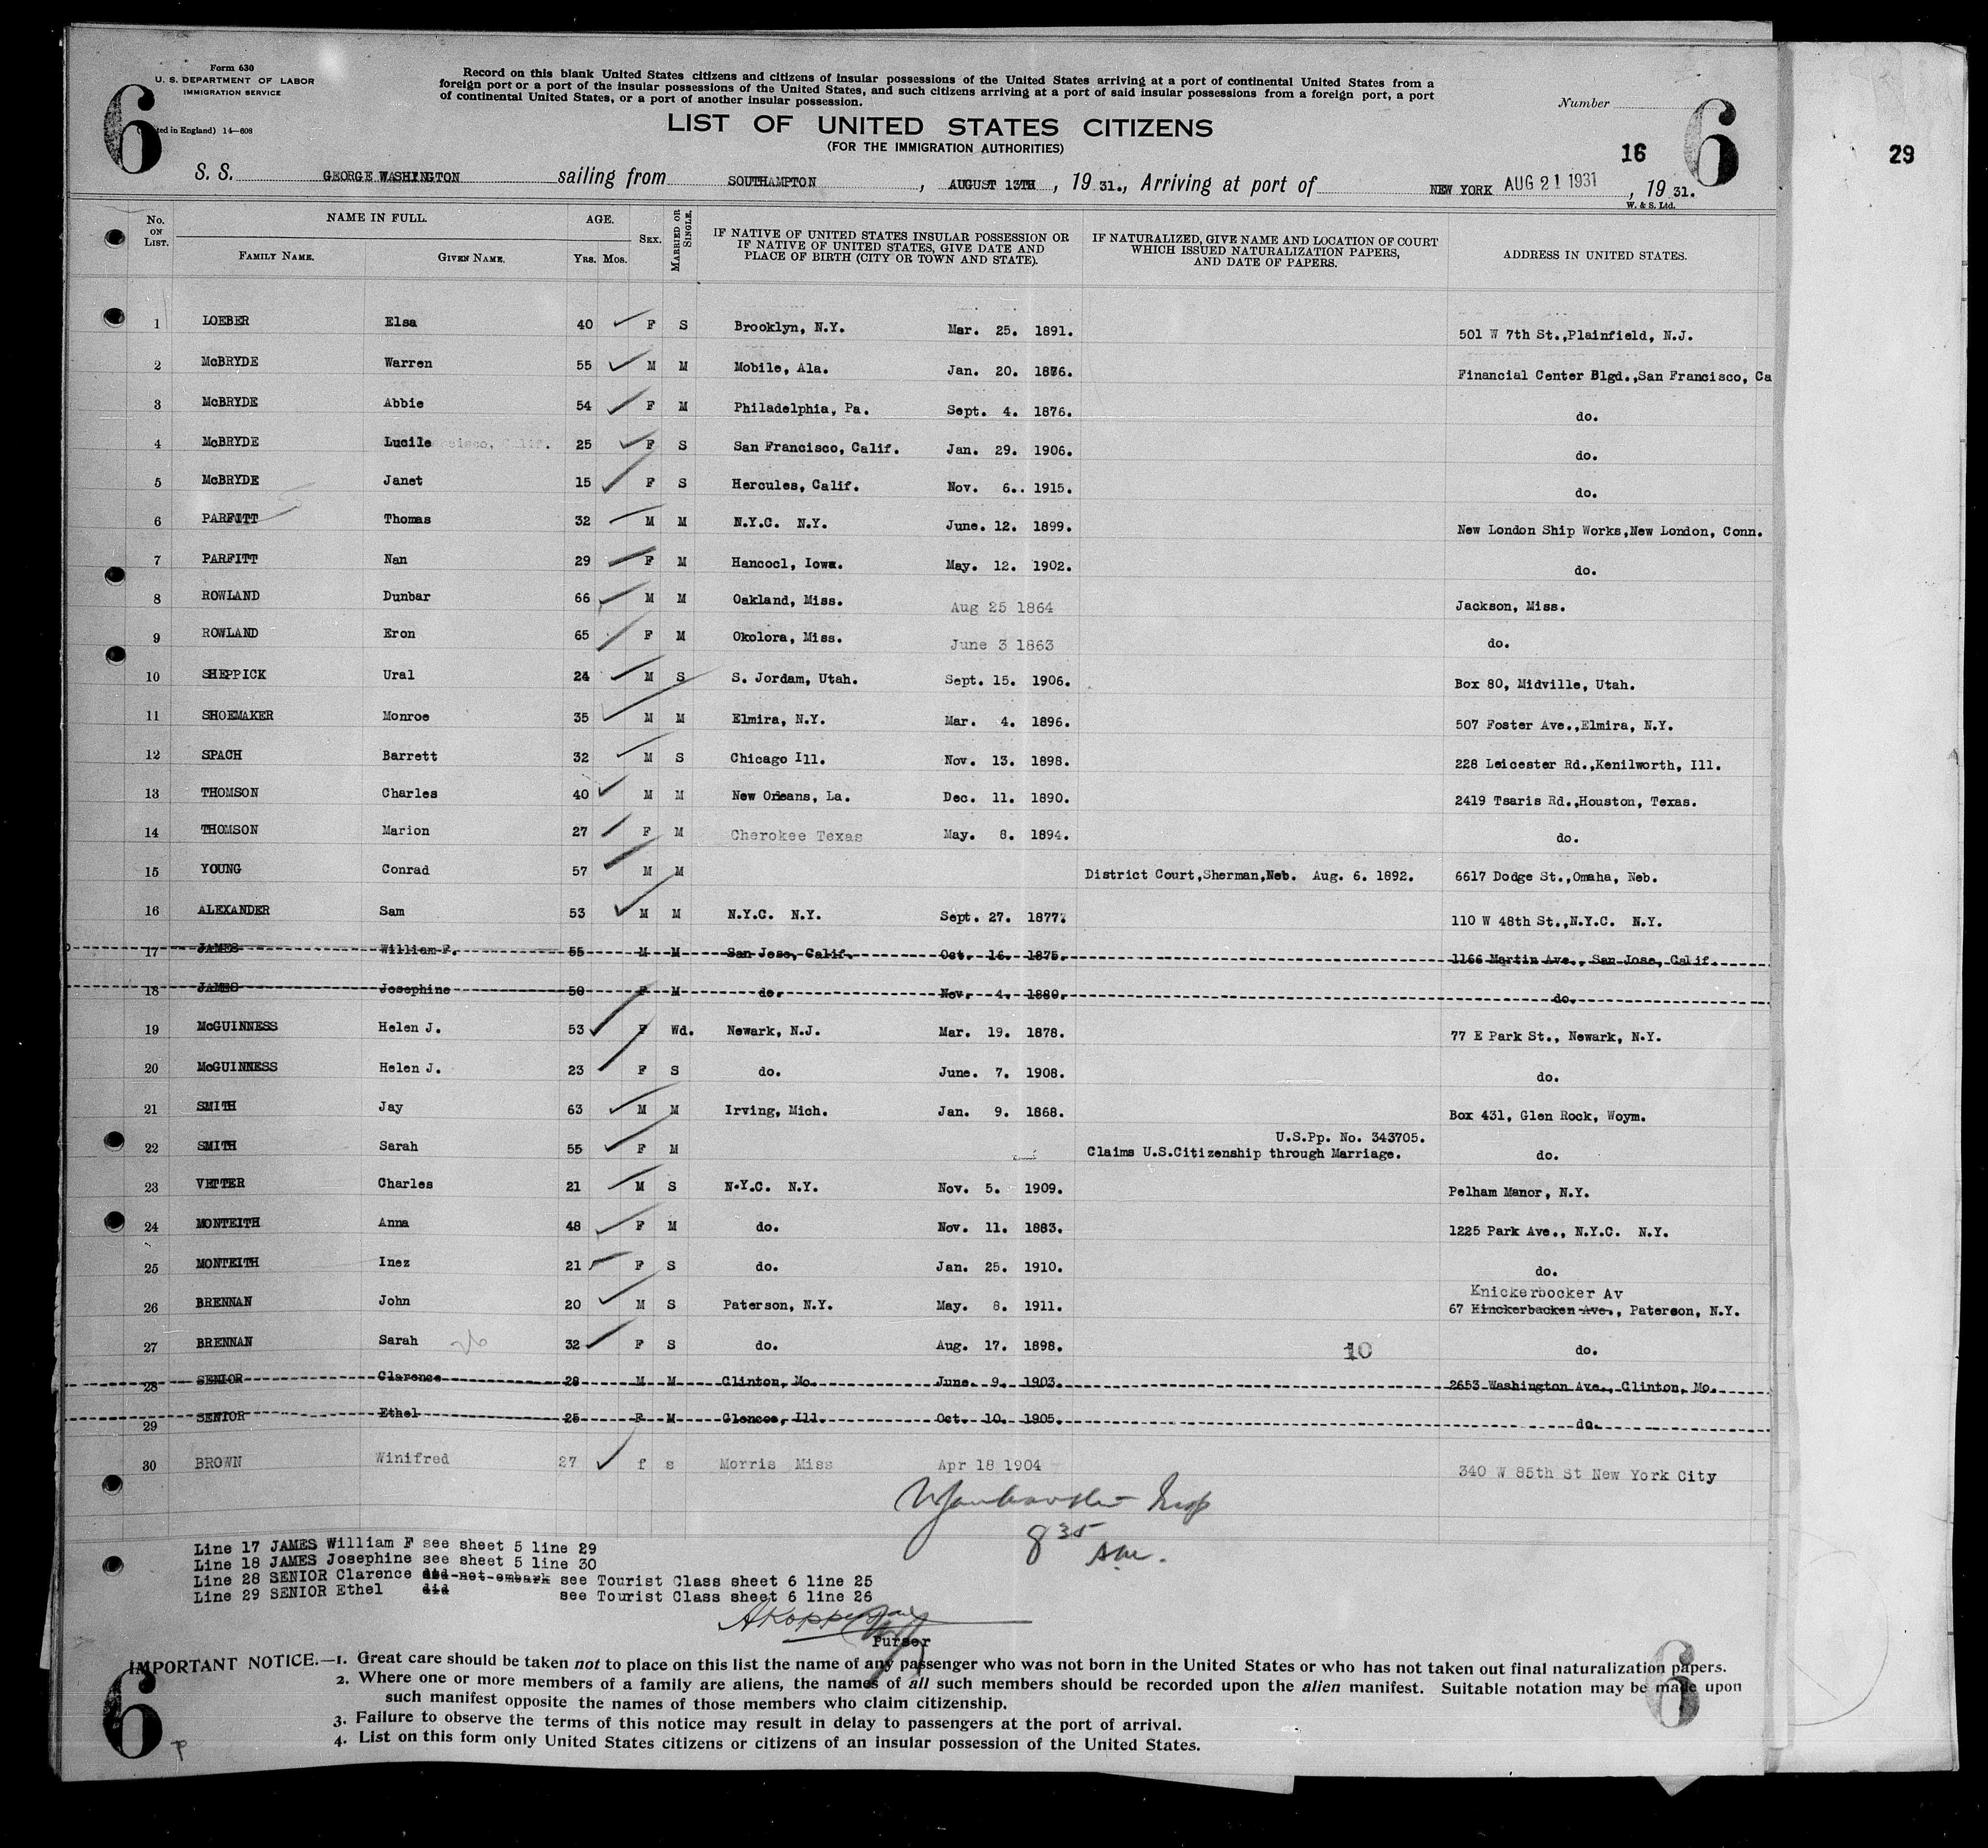 Form 630
U. S. DEPARTMENT OF LABOR
IMMIGRATION SERVICE
ted in England) 14—608
6
Record on this blank United States citizens and citizens of insular possessions of the United States arriving at a port of continental United States from a
foreign port or a port of the insular possessions of the United States, and such citizens arriving at a port of said insular possessions from a foreign port, a port
of continental United States, or a port of another insular possession.
Number
6
LIST OF UNITED STATES CITIZENS
(FOR THE IMMIGRATION AUTHORITIES)
16
29
S. S. GEORGE WASHINGTON sailing from SOUTHAMPTON, AUGUST 13TH, 19 31., Arriving at port of NEW YORK AUG 21 1931, 19 31.
W. & S. Ltd.
No. ON LIST. NAME IN FULL. AGE. SEX. MARRIED OR SINGLE. IF NATIVE OF UNITED STATES INSULAR POSSESSION OR IF NATIVE OF UNITED STATES, GIVE DATE AND PLACE OF BIRTH (CITY OR TOWN AND STATE). IF NATURALIZED, GIVE NAME AND LOCATION OF COURT WHICH ISSUED NATURALIZATION PAPERS, AND DATE OF PAPERS. ADDRESS IN UNITED STATES.
FAMILY NAME. GIVEN NAME. YRS. MOS.
1 LOEBER Elsa 40 F S Brooklyn, N.Y. Mar. 25. 1891. 501 W 7th St.,Plainfield, N.J.
2 McBRYDE Warren 55 M M Mobile, Ala. Jan. 20. 1876. Financial Center Blgd.,San Francisco, Ca
3 McBRYDE Abbie 54 F M Philadelphia, Pa. Sept. 4. 1876. do.
4 McBRYDE Lucile 25 F S San Francisco, Calif. Jan. 29. 1906. do.
5 McBRYDE Janet 15 F S Hercules, Calif. Nov. 6.. 1915. do.
6 PARFITT Thomas 32 M M N.Y.C. N.Y. June. 12. 1899. New London Ship Works,New London, Conn.
7 PARFITT Nan 29 F M Hancocl, Iowa. May. 12. 1902. do.
8 ROWLAND Dunbar 66 M M Oakland, Miss. Aug 25 1864 Jackson, Miss.
9 ROWLAND Eron 65 F M Okolora, Miss. June 3 1863 do.
10 SHEPPICK Ural 24 M S S. Jordam, Utah. Sept. 15. 1906. Box 80, Midville, Utah.
11 SHOEMAKER Monroe 35 M M Elmira, N.Y. Mar. 4. 1896. 507 Foster Ave.,Elmira, N.Y.
12 SPACH Barrett 32 M S Chicago Ill. Nov. 13. 1898. 228 Leicester Rd.,Kenilworth, Ill.
13 THOMSON Charles 40 M M New Orleans, La. Dec. 11. 1890. 2419 Tsaris Rd.,Houston, Texas.
14 THOMSON Marion 27 F M Cherokee Texas May. 8. 1894. do.
15 YOUNG Conrad 57 M M District Court,Sherman,Neb. Aug. 6. 1892. 6617 Dodge St.,Omaha, Neb.
16 ALEXANDER Sam 53 M M N.Y.C. N.Y. Sept. 27. 1877. 110 W 48th St.,N.Y.C. N.Y.
17 JAMES William F. 55 M M San Jose, Calif. Oct. 16. 1875. 1166 Martin Ave., San Jose, Calif.
18 JAMES Josephine 50 F M do. Nov. 4. 1880. do.
19 McGUINNESS Helen J. 53 F Wd. Newark, N.J. Mar. 19. 1878. 77 E Park St., Newark, N.Y.
20 McGUINNESS Helen J. 23 F S do. June. 7. 1908. do.
21 SMITH Jay 63 M M Irving, Mich. Jan. 9. 1868. Box 431, Glen Rock, Woym.
22 SMITH Sarah 55 F M U.S.Pp. No. 343705. Claims U.S.Citizenship through Marriage. do.
23 VETTER Charles 21 M S N.Y.C. N.Y. Nov. 5. 1909. Pelham Manor, N.Y.
24 MONTEITH Anna 48 F M do. Nov. 11. 1883. 1225 Park Ave., N.Y.C. N.Y.
25 MONTEITH Inez 21 F S do. Jan. 25. 1910. do.
Knickerbocker Av
26 BRENNAN John 20 M S Paterson, N.Y. May. 8. 1911. 67 Hinckerbacken Ave., Paterson, N.Y.
27 BRENNAN Sarah 32 F S do. Aug. 17. 1898. 10 do.
28 SENIOR Clarence 28 M M Clinton, Mo. June. 9. 1903. 2653 Washington Ave., Clinton, Mo.
29 SENIOR Ethel 25 F M Glencoe, Ill. Oct. 10. 1905. do.
30 BROWN Winifred 27 f s Morris Miss Apr 18 1904 340 W 85th St New York City
8 35 AM.
Line 17 JAMES William F see sheet 5 line 29
Line 18 JAMES Josephine see sheet 5 line 30
Line 28 SENIOR Clarence did not embark see Tourist Class sheet 6 line 25
Line 29 SENIOR Ethel did see Tourist Class sheet 6 line 26
Purser
IMPORTANT NOTICE.—1. Great care should be taken not to place on this list the name of any passenger who was not born in the United States or who has not taken out final naturalization papers.
2. Where one or more members of a family are aliens, the names of all such members should be recorded upon the alien manifest. Suitable notation may be made upon
such manifest opposite the names of those members who claim citizenship.
3. Failure to observe the terms of this notice may result in delay to passengers at the port of arrival.
4. List on this form only United States citizens or citizens of an insular possession of the United States.
6
6